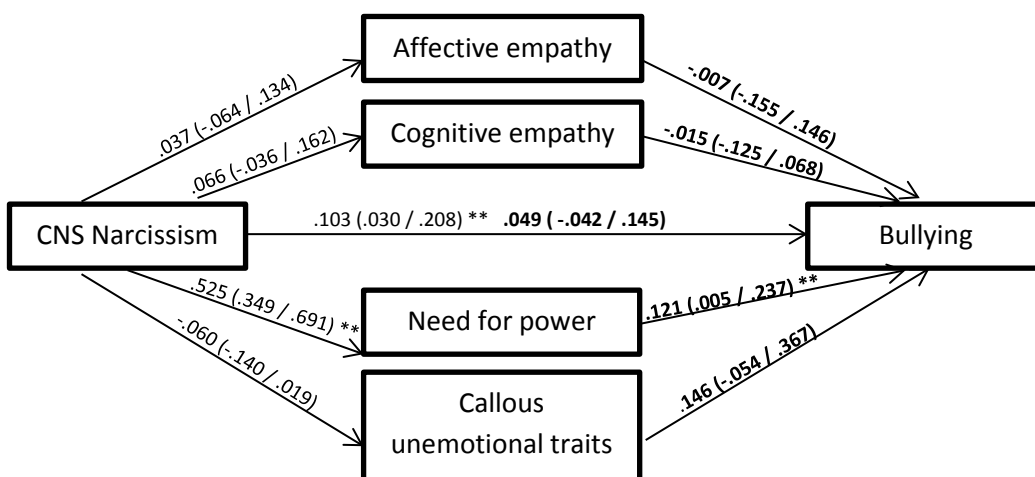 Affective empathy
.037 (-.064 / .134)
-.007 (-.155 / .146)
Cognitive empathy
.066 (-.036 / .162)
-.015 (-.125 / .068)
CNS Narcissism
.103 (.030 / .208) ** .049 ( -.042 / .145)
Bullying
.525 (.349 / .691) **
Need for power
.121 (.005 / .237) **
-.060 (-.140 / .019)
Callous
unemotional traits
.146 (-.054 / .367)